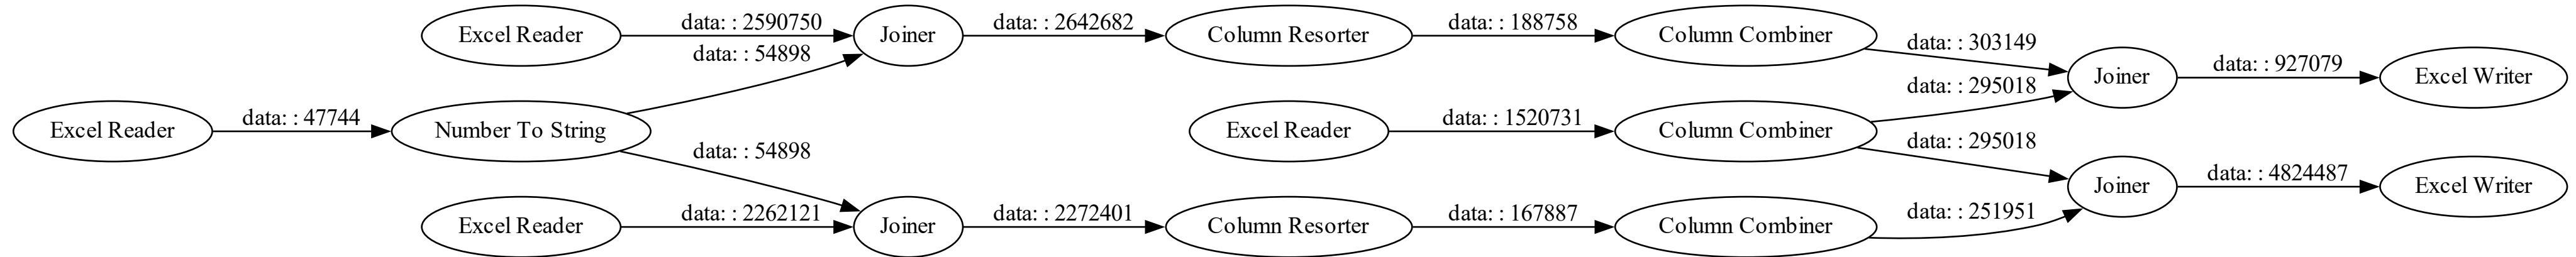 Excel Reader
data: : 2590750
Joiner
data: : 2642682
Column Resorter
data: : 188758
Column Combiner
data: : 303149
data: : 54898
Joiner
data: : 927079
Excel Writer
data: : 295018
Excel Reader
data: : 47744
Number To String
Excel Reader
data: : 1520731
Column Combiner
data: : 295018
data: : 54898
Joiner
data: : 4824487
Excel Writer
Excel Reader
data: : 2262121
Joiner
data: : 2272401
Column Resorter
data: : 167887
Column Combiner
data: : 251951